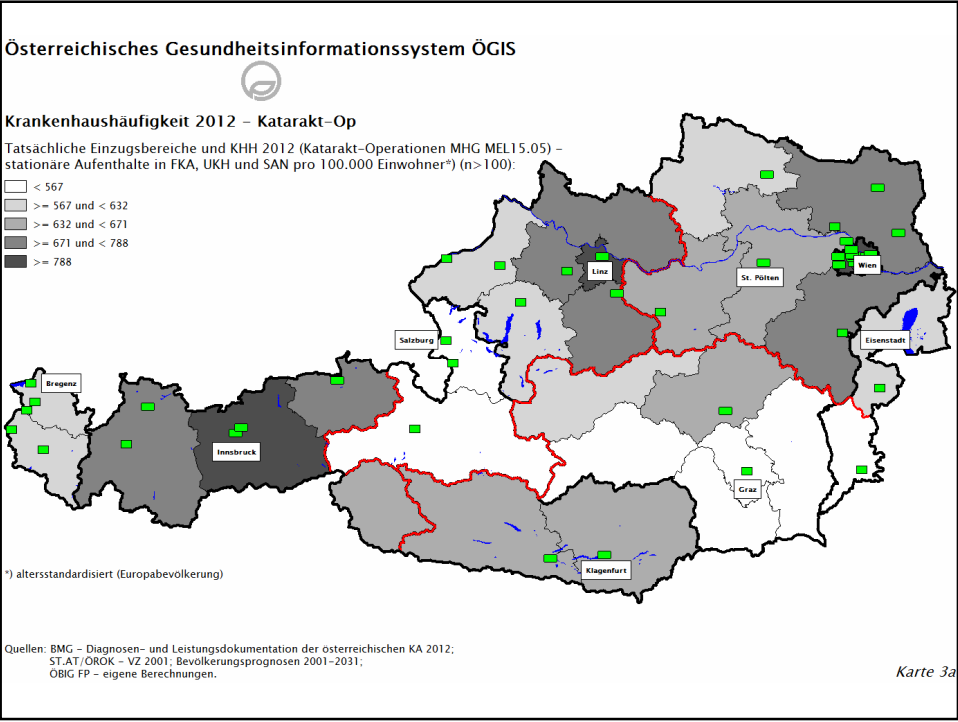 Österreichisches Gesundheitsinformationssystem ÖGIS
Krankenhaushäufigkeit 2012 - Katarakt-Op
Tatsächliche Einzugsbereiche und KHH 2012 (Katarakt-Operationen MHG MEL15.05) -
stationäre Aufenthalte in FKA, UKH und SAN pro 100.000 Einwohner*) (n>100):
< 567
>= 567 und < 632
>= 632 und < 671
>= 671 und < 788
>= 788
Linz
Wien
St. Pölten
Salzburg
Eisenstadt
Bregenz
Innsbruck
Graz
Klagenfurt
*) altersstandardisiert (Europabevölkerung)
Quellen: BMG - Diagnosen- und Leistungsdokumentation der österreichischen KA 2012;
ST.AT/ÖROK - VZ 2001; Bevölkerungsprognosen 2001-2031;
ÖBIG FP - eigene Berechnungen.
Karte 3a